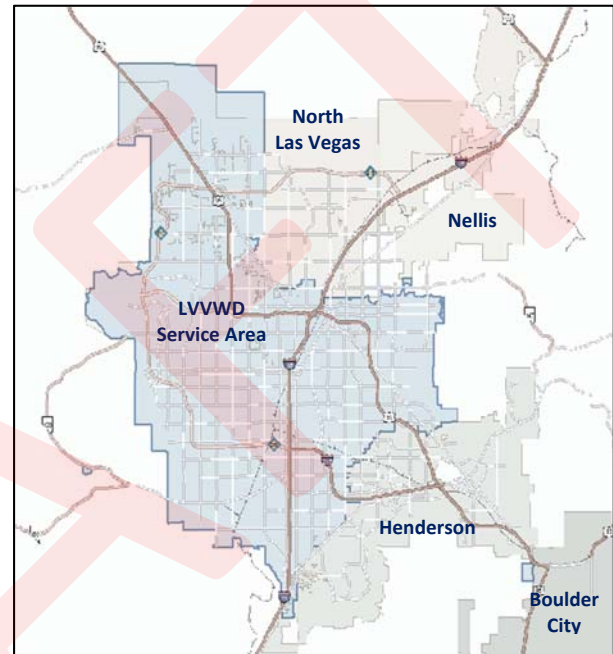 North
Las Vegas
Nellis
LVVWD
Service Area
Henderson
Boulder
City